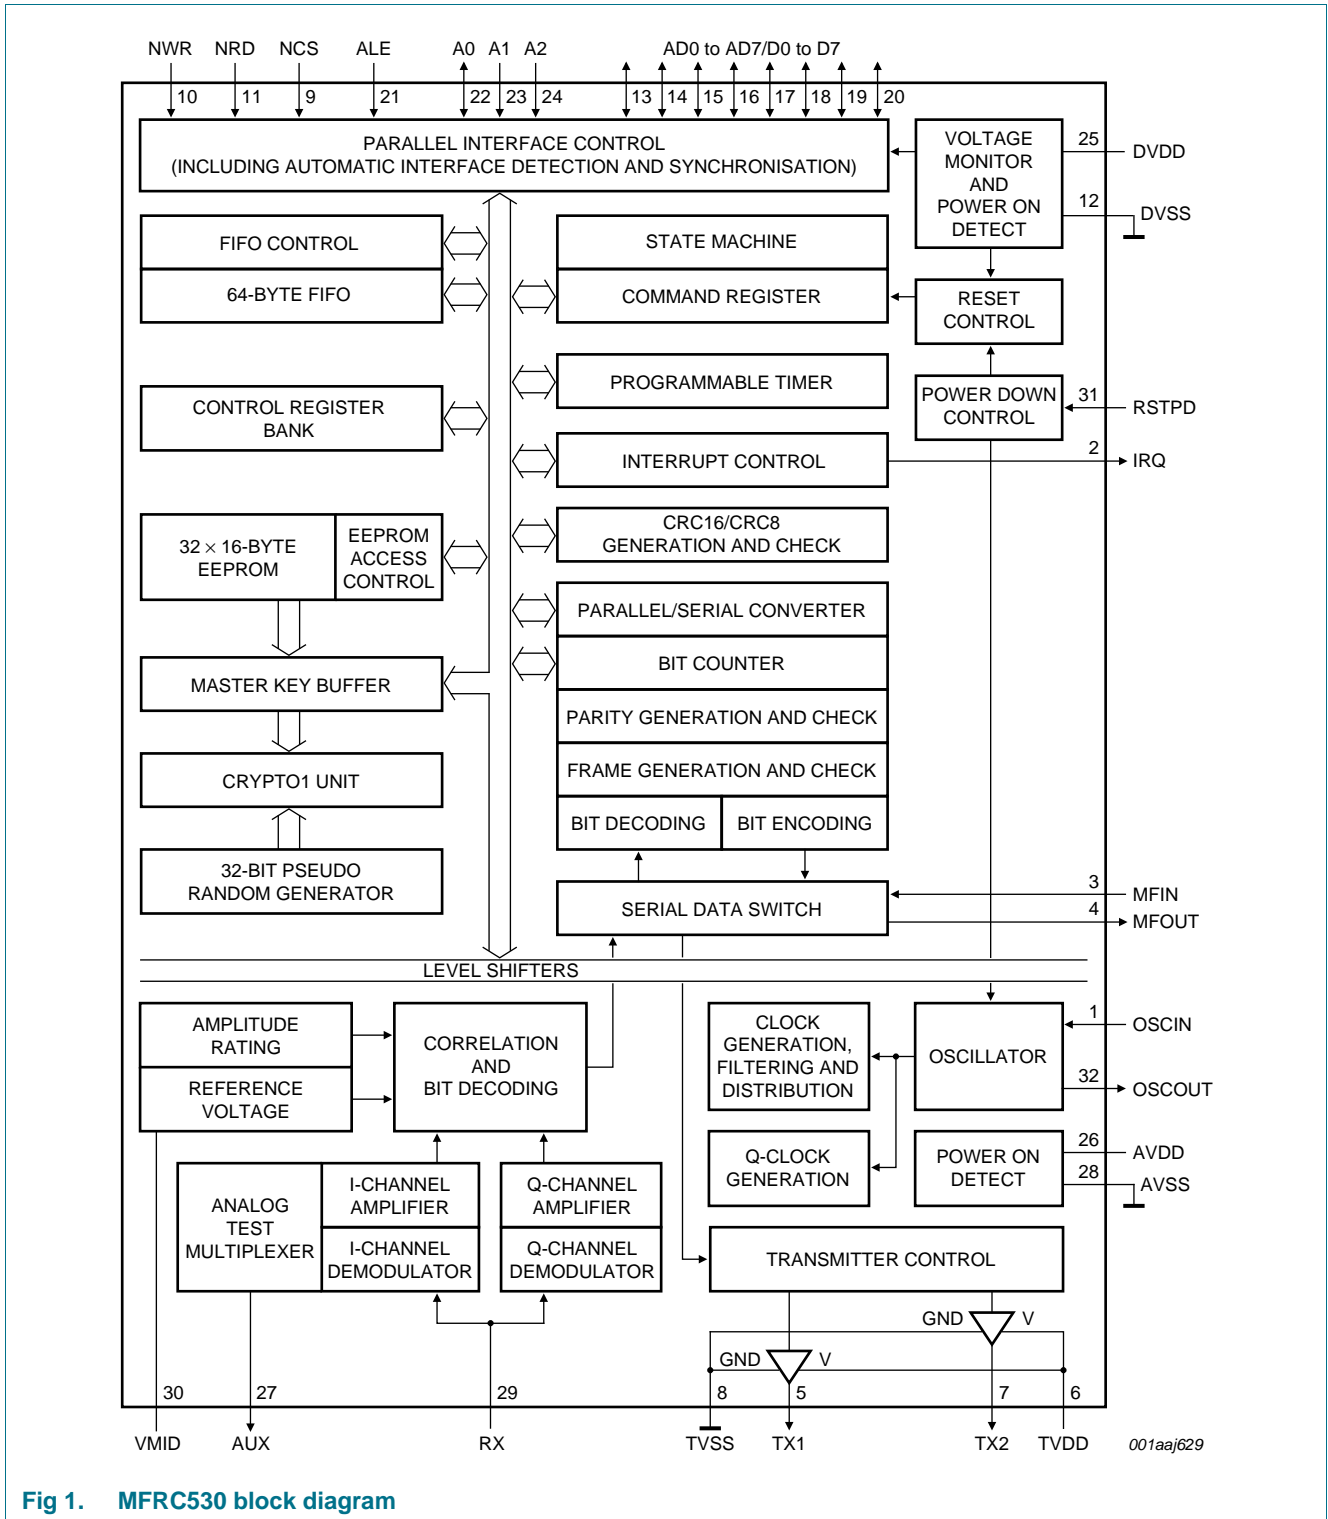 NWR NRD NCS ALE A0 A1 A2 AD0 to AD7/D0 to D7
10 11 9 21 22 23 24 13 14 15 16 17 18 19 20
PARALLEL INTERFACE CONTROL
(INCLUDING AUTOMATIC INTERFACE DETECTION AND SYNCHRONISATION)
VOLTAGE
MONITOR
AND
POWER ON
DETECT
25 DVDD
12 DVSS
FIFO CONTROL
64-BYTE FIFO
STATE MACHINE
COMMAND REGISTER
RESET
CONTROL
PROGRAMMABLE TIMER
POWER DOWN
CONTROL
31 RSTPD
CONTROL REGISTER
BANK
INTERRUPT CONTROL
2 IRQ
CRC16/CRC8
GENERATION AND CHECK
32 × 16-BYTE
EEPROM
EEPROM
ACCESS
CONTROL
PARALLEL/SERIAL CONVERTER
BIT COUNTER
MASTER KEY BUFFER
PARITY GENERATION AND CHECK
FRAME GENERATION AND CHECK
CRYPTO1 UNIT
BIT DECODING BIT ENCODING
32-BIT PSEUDO
RANDOM GENERATOR
SERIAL DATA SWITCH
3 MFIN
4 MFOUT
LEVEL SHIFTERS
AMPLITUDE
RATING
REFERENCE
VOLTAGE
CORRELATION
AND
BIT DECODING
CLOCK
GENERATION,
FILTERING AND
DISTRIBUTION
OSCILLATOR
1 OSCIN
32 OSCOUT
Q-CLOCK
GENERATION
POWER ON
DETECT
26 AVDD
28 AVSS
ANALOG
TEST
MULTIPLEXER
I-CHANNEL
AMPLIFIER
I-CHANNEL
DEMODULATOR
Q-CHANNEL
AMPLIFIER
Q-CHANNEL
DEMODULATOR
TRANSMITTER CONTROL
GND V
GND V
30 27 29 8 5 7 6
VMID AUX RX TVSS TX1 TX2 TVDD
001aaj629
Fig 1. MFRC530 block diagram